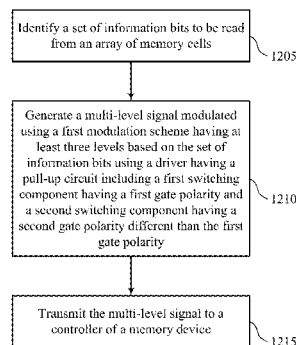 Identify a set of information bits to be read
from an array of memory cells
1205
Generate a multi-level signal modulated
using a first modulation scheme having at
least three levels based on the set of
information bits using a driver having a
pull-up circuit including a first switching
component having a first gate polarity and
a second switching component having a
second gate polarity different than the first
gate polarity
1210
Transmit the multi-level signal to a
controller of a memory device
1215